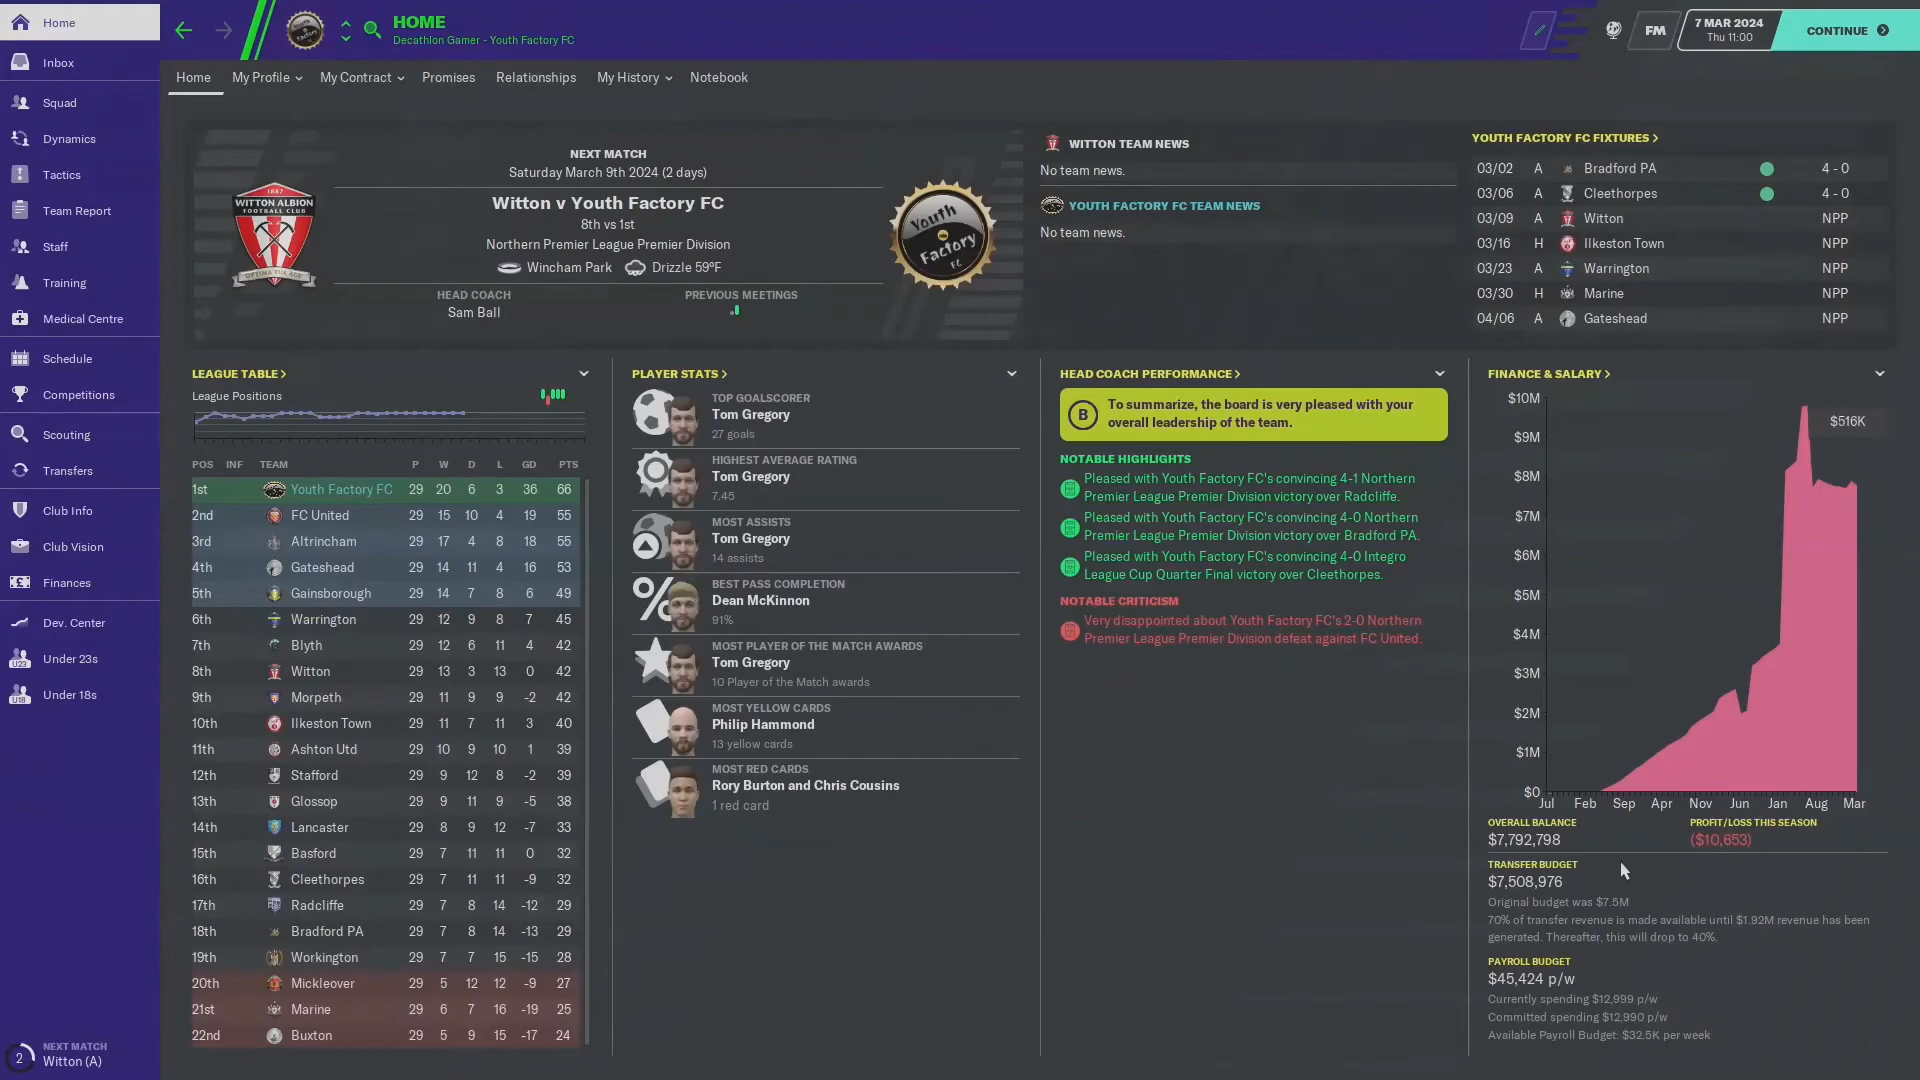 Home
Inbox
Squad
Dynamics
Tactics
Team Report
Staff
Training
Medical Centre
Schedule
Competitions
Scouting
Transfers
Club Info
Club Vision
Finances
Dev. Center
U23 Under 23s
U18 Under 18s
2 NEXT MATCH
Witton (A)
HOME
Decathlon Gamer - Youth Factory FC
FM
7 MAR 2024
Thu 11:00
CONTINUE
Home My Profile My Contract Promises Relationships My History Notebook
NEXT MATCH
Saturday March 9th 2024 (2 days)
Witton v Youth Factory FC
8th vs 1st
Northern Premier League Premier Division
Wincham Park Drizzle 59°F
HEAD COACH
Sam Ball
PREVIOUS MEETINGS
1887
WITTON ALBION
FOOTBALL CLUB
Youth
Factory
FC
WITTON TEAM NEWS
No team news.
YOUTH FACTORY FC TEAM NEWS
No team news.
YOUTH FACTORY FC FIXTURES >
03/02 A Bradford PA 4 - 0
03/06 A Cleethorpes 4 - 0
03/09 A Witton NPP
03/16 H Ilkeston Town NPP
03/23 A Warrington NPP
03/30 H Marine NPP
04/06 A Gateshead NPP
LEAGUE TABLE >
League Positions
POS INF TEAM P W D L GD PTS
1st Youth Factory FC 29 20 6 3 36 66
2nd FC United 29 15 10 4 19 55
3rd Altrincham 29 17 4 8 18 55
4th Gateshead 29 14 11 4 16 53
5th Gainsborough 29 14 7 8 6 49
6th Warrington 29 12 9 8 7 45
7th Blyth 29 12 6 11 4 42
8th Witton 29 13 3 13 0 42
9th Morpeth 29 11 9 9 -2 42
10th Ilkeston Town 29 11 7 11 3 40
11th Ashton Utd 29 10 9 10 1 39
12th Stafford 29 9 12 8 -2 39
13th Glossop 29 9 11 9 -5 38
14th Lancaster 29 8 9 12 -7 33
15th Basford 29 7 11 11 0 32
16th Cleethorpes 29 7 11 11 -9 32
17th Radcliffe 29 7 8 14 -12 29
18th Bradford PA 29 7 8 14 -13 29
19th Workington 29 7 7 15 -15 28
20th Mickleover 29 5 12 12 -9 27
21st Marine 29 6 7 16 -19 25
22nd Buxton 29 5 9 15 -17 24
PLAYER STATS >
TOP GOALSCORER
Tom Gregory
27 goals
HIGHEST AVERAGE RATING
Tom Gregory
7.45
MOST ASSISTS
Tom Gregory
14 assists
BEST PASS COMPLETION
Dean McKinnon
91%
MOST PLAYER OF THE MATCH AWARDS
Tom Gregory
10 Player of the Match awards
MOST YELLOW CARDS
Philip Hammond
13 yellow cards
MOST RED CARDS
Rory Burton and Chris Cousins
1 red card
HEAD COACH PERFORMANCE >
B To summarize, the board is very pleased with your
overall leadership of the team.
NOTABLE HIGHLIGHTS
Pleased with Youth Factory FC's convincing 4-1 Northern
Premier League Premier Division victory over Radcliffe.
Pleased with Youth Factory FC's convincing 4-0 Northern
Premier League Premier Division victory over Bradford PA.
Pleased with Youth Factory FC's convincing 4-0 Integro
League Cup Quarter Final victory over Cleethorpes.
NOTABLE CRITICISM
Very disappointed about Youth Factory FC's 2-0 Northern
Premier League Premier Division defeat against FC United.
FINANCE & SALARY >
$10M
$9M
$8M
$7M
$6M
$5M
$4M
$3M
$2M
$1M
$0
$516K
Jul Feb Sep Apr Nov Jun Jan Aug Mar
OVERALL BALANCE
$7,792,798
PROFIT/LOSS THIS SEASON
($10,653)
TRANSFER BUDGET
$7,508,976
Original budget was $7.5M
70% of transfer revenue is made available until $1.92M revenue has been
generated. Thereafter, this will drop to 40%.
PAYROLL BUDGET
$45,424 p/w
Currently spending $12,999 p/w
Committed spending $12,990 p/w
Available Payroll Budget: $32.5K per week